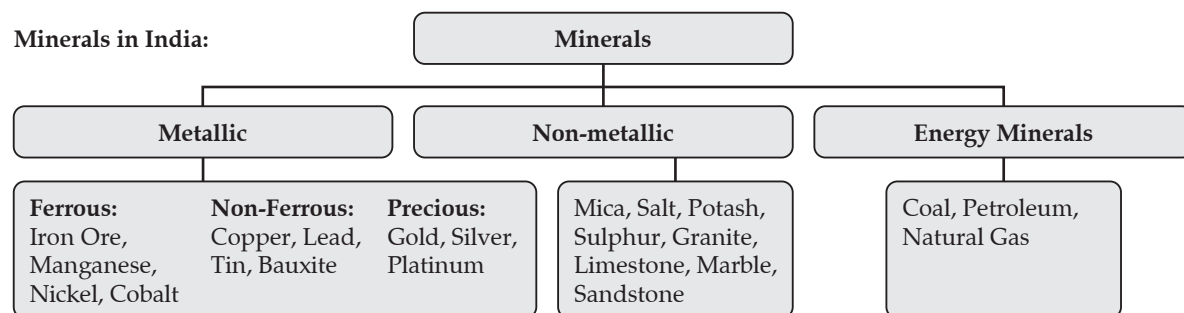 Minerals in India:
Minerals
Metallic
Non-metallic
Energy Minerals
Ferrous:
Iron Ore,
Manganese,
Nickel, Cobalt
Non-Ferrous:
Copper, Lead,
Tin, Bauxite
Precious:
Gold, Silver,
Platinum
Mica, Salt, Potash,
Sulphur, Granite,
Limestone, Marble,
Sandstone
Coal, Petroleum,
Natural Gas